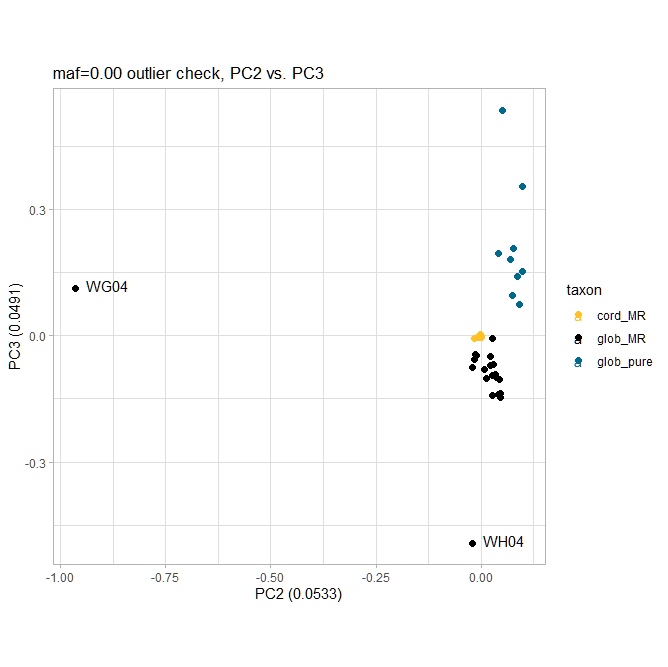 maf=0.00 outlier check, PC2 vs. PC3
PC3 (0.0491)
0.3
0.0
-0.3
WG04
WH04
-1.00 -0.75 -0.50 -0.25 0.00
PC2 (0.0533)
taxon
a cord_MR
a glob_MR
a glob_pure